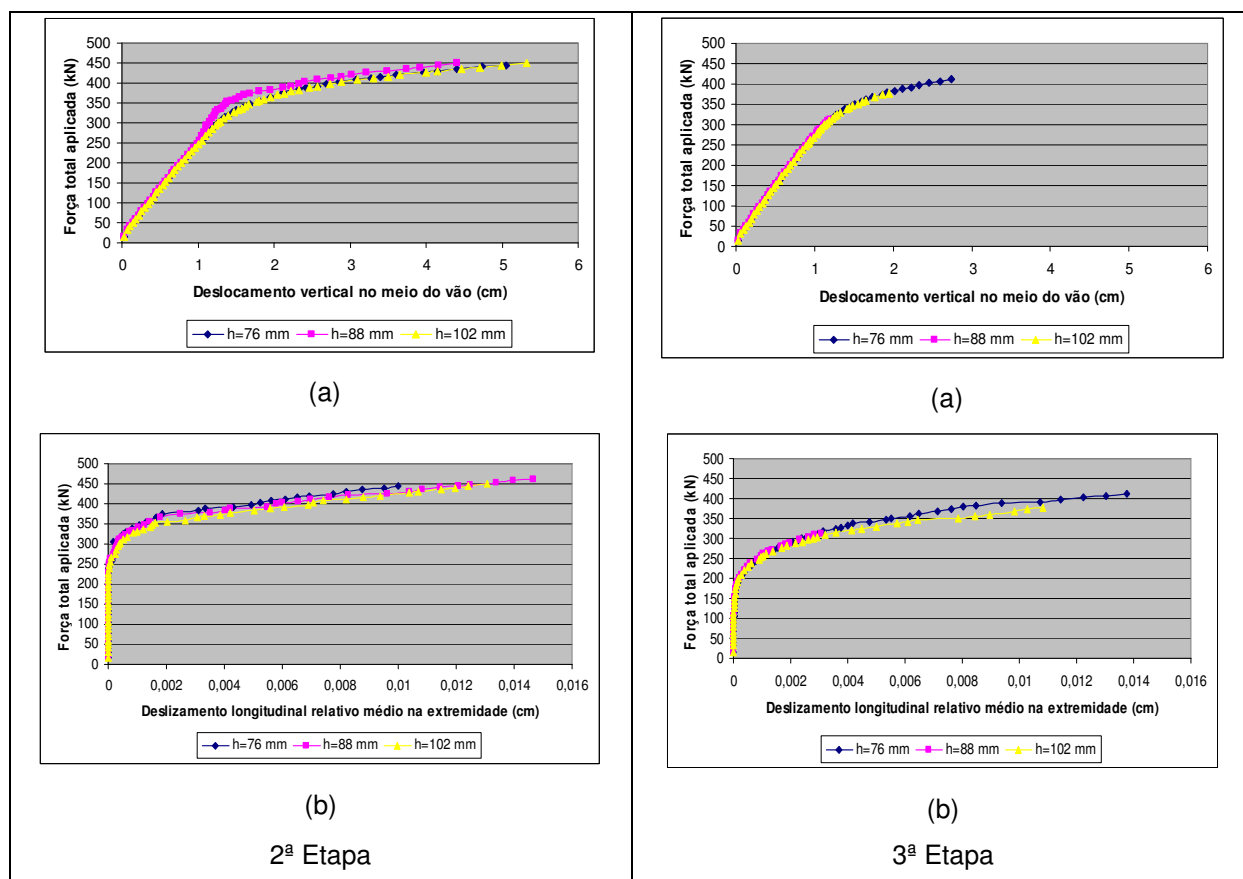 Força total aplicada (kN)
500
450
400
350
300
250
200
150
100
50
0
0 1 2 3 4 5 6
Deslocamento vertical no meio do vão (cm)
h=76 mm h=88 mm h=102 mm
(a)
Força total aplicada (kN)
500
450
400
350
300
250
200
150
100
50
0
0 0,002 0,004 0,006 0,008 0,01 0,012 0,014 0,016
Deslizamento longitudinal relativo médio na extremidade (cm)
h=76 mm h=88 mm h=102 mm
(b)
2ª Etapa
Força total aplicada (kN)
500
450
400
350
300
250
200
150
100
50
0
0 1 2 3 4 5 6
Deslocamento vertical no meio do vão (cm)
h=76 mm h=88 mm h=102 mm
(a)
Força total aplicada (kN)
500
450
400
350
300
250
200
150
100
50
0
0 0,002 0,004 0,006 0,008 0,01 0,012 0,014 0,016
Deslizamento longitudinal relativo médio na extremidade (cm)
h=76 mm h=88 mm h=102 mm
(b)
3ª Etapa